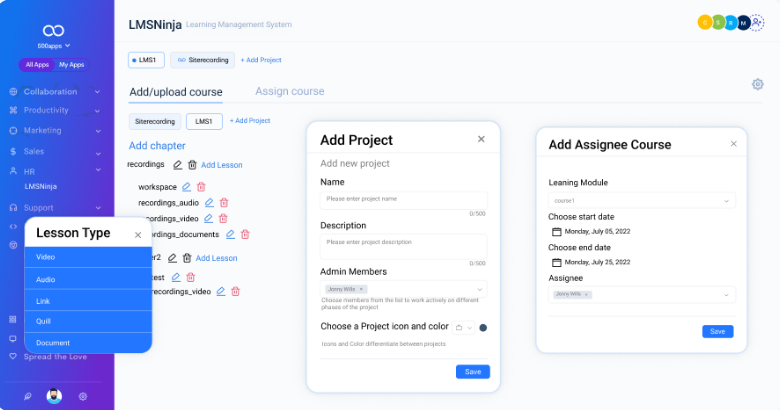 500apps
All Apps My Apps
Collaboration
Productivity
Marketing
Sales
HR
LMSNinja
Support
Spread the Love
Lesson Type
Video
Audio
Link
Quill
Document
LMSNinja Learning Management System
C S R M
LMS1 Siterecording + Add Project
Add/upload course Assign course
Siterecording LMS1 + Add Project
Add chapter
recordings Add Lesson
workspace
recordings_audio
recordings_video
ordings_documents
er2 Add Lesson
test
recordings_video
Add Project
Add new project
Name
Please enter project name
0/500
Description
Please enter project description
0/500
Admin Members
Jonny Wills ×
Choose members from the list to work actively on different
phases of the project
Choose a Project icon and color
Icons and Color differentiate between projects
Save
Add Assignee Course
Leaning Module
course1
Choose start date
Monday, July 05, 2022
Choose end date
Monday, July 25, 2022
Assignee
Jonny Wills ×
Save